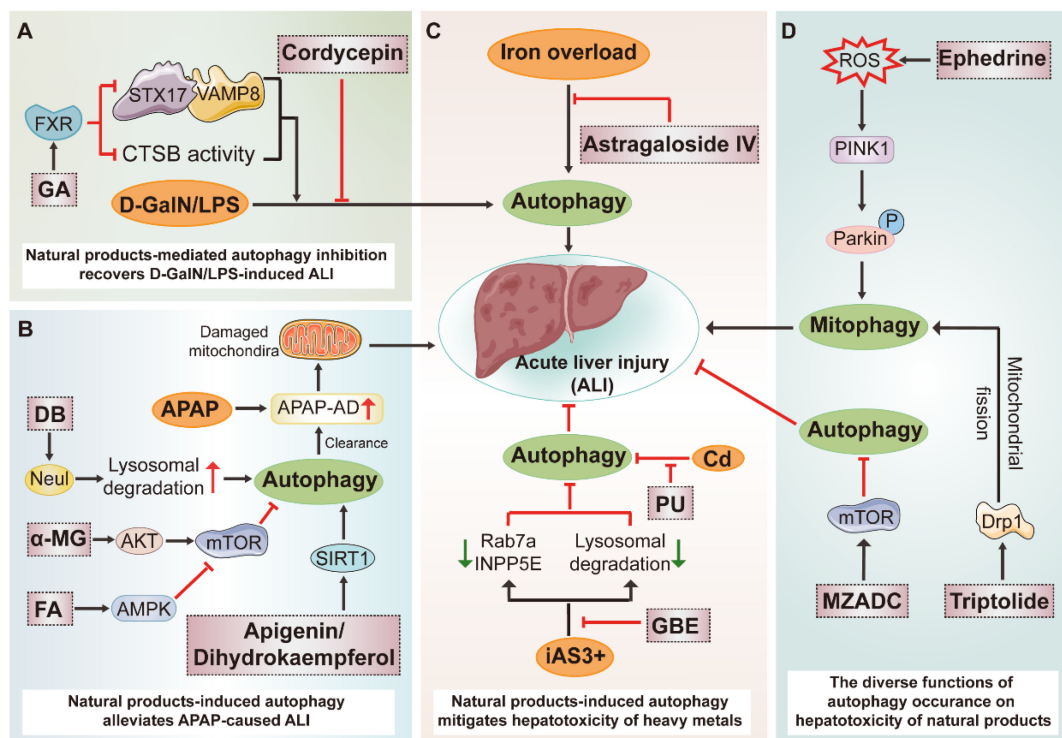 A
Cordycepin
STX17
VAMP8
FXR
CTSB activity
GA
D-GalN/LPS
Natural products-mediated autophagy inhibition
recovers D-GalN/LPS-induced ALI
B
Damaged
mitochondira
APAP
APAP-AD
DB
Clearance
Neul
Lysosomal
degradation
Autophagy
α-MG
AKT
mTOR
SIRT1
FA
AMPK
Apigenin/
Dihydrokaempferol
Natural products-induced autophagy
alleviates APAP-caused ALI
C
Iron overload
Astragaloside IV
Autophagy
Acute liver injury
(ALI)
Autophagy
Cd
PU
Rab7a
INPP5E
Lysosomal
degradation
GBE
iAS3+
Natural products-induced autophagy
mitigates hepatotoxicity of heavy metals
D
ROS
Ephedrine
PINK1
P
Parkin
Mitophagy
Mitochondrial
fission
Autophagy
mTOR
Drp1
MZADC
Triptolide
The diverse functions of
autophagy occurance on
hepatotoxicity of natural products